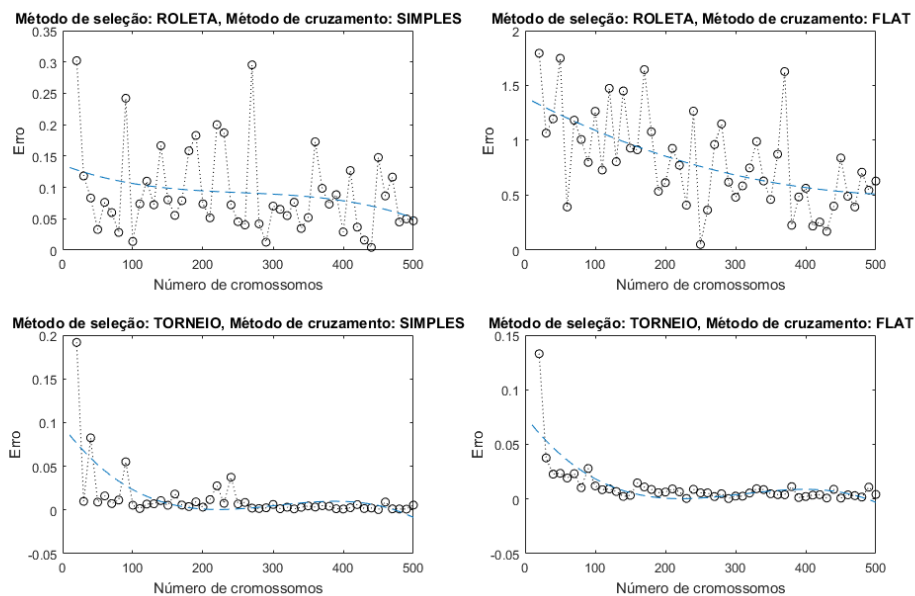 Método de seleção: ROLETA, Método de cruzamento: SIMPLES
0.35
0.3
0.25
0.2
0.15
0.1
0.05
0
Erro
0 100 200 300 400 500
Número de cromossomos
Método de seleção: ROLETA, Método de cruzamento: FLAT
2
1.5
1
0.5
0
Erro
0 100 200 300 400 500
Número de cromossomos
Método de seleção: TORNEIO, Método de cruzamento: SIMPLES
0.2
0.15
0.1
0.05
0
-0.05
Erro
0 100 200 300 400 500
Número de cromossomos
Método de seleção: TORNEIO, Método de cruzamento: FLAT
0.15
0.1
0.05
0
-0.05
Erro
0 100 200 300 400 500
Número de cromossomos